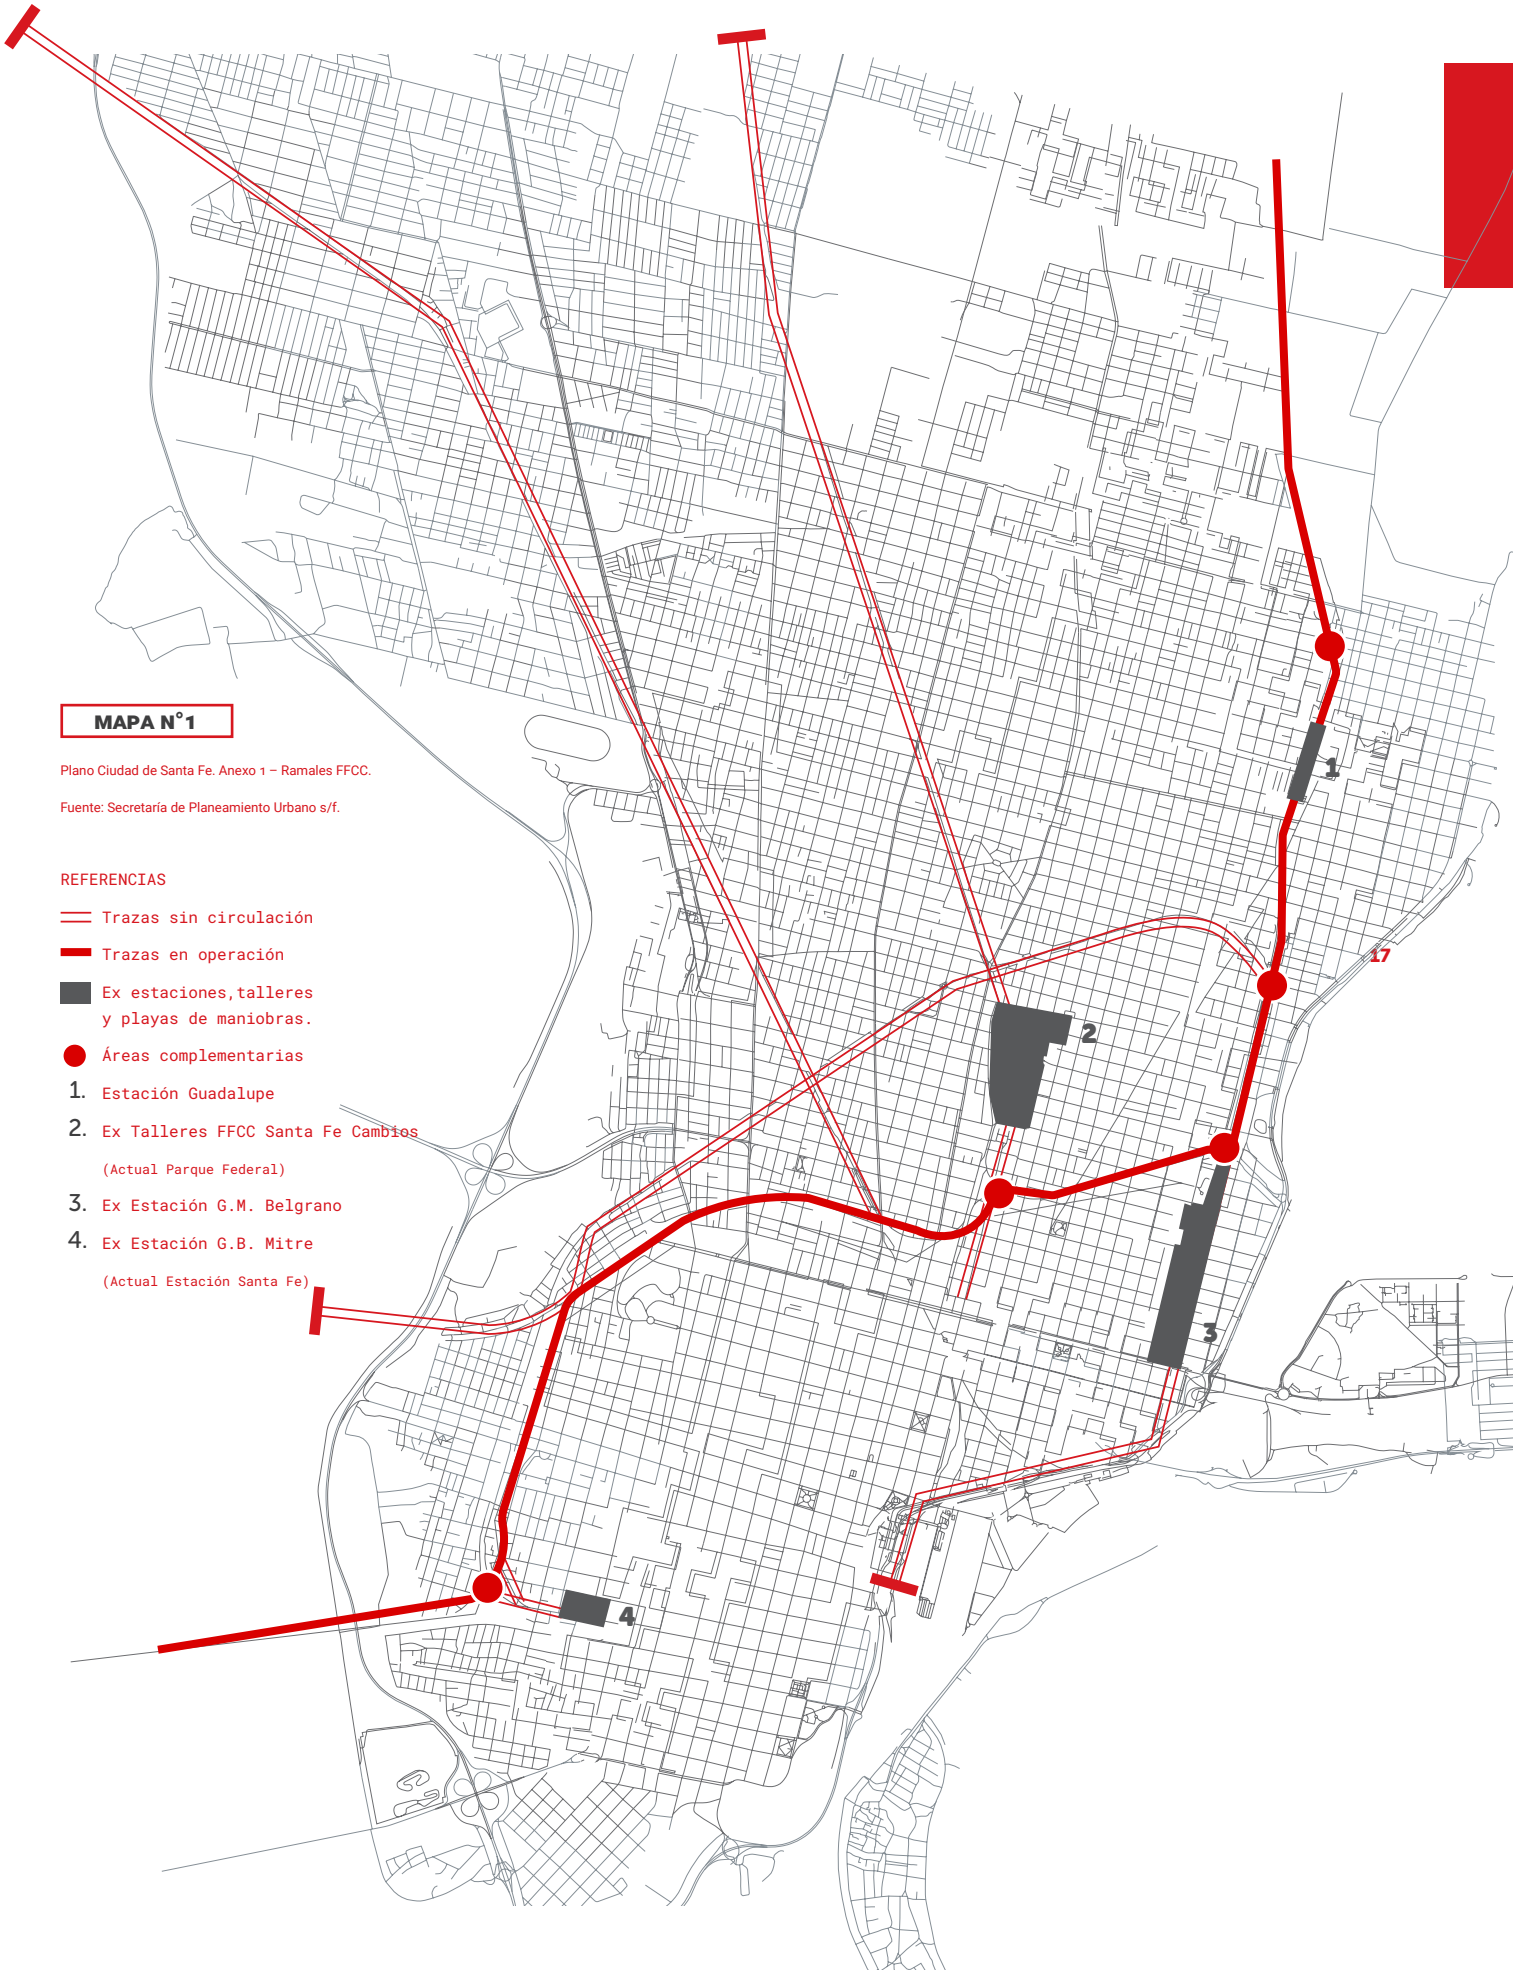 MAPA N°1
Plano Ciudad de Santa Fe. Anexo 1 – Ramales FFCC.
Fuente: Secretaría de Planeamiento Urbano s/f.
REFERENCIAS
Trazas sin circulación
Trazas en operación
Ex estaciones, talleres
y playas de maniobras.
Áreas complementarias
1. Estación Guadalupe
2. Ex Talleres FFCC Santa Fe Cambios
(Actual Parque Federal)
3. Ex Estación G.M. Belgrano
4. Ex Estación G.B. Mitre
(Actual Estación Santa Fe)
1
17
2
3
4